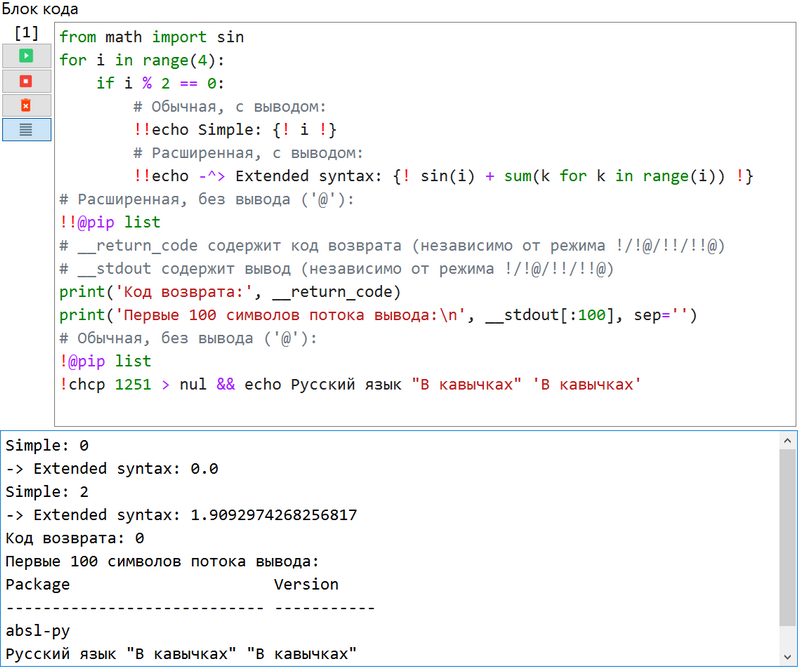 Блок кода
[1]
from math import sin
for i in range(4):
    if i % 2 == 0:
        # Обычная, с выводом:
        !!echo Simple: {! i !}
        # Расширенная, с выводом:
        !!echo -^> Extended syntax: {! sin(i) + sum(k for k in range(i)) !}
# Расширенная, без вывода ('@'):
!!@pip list
# __return_code содержит код возврата (независимо от режима !/!@/!!/!!@)
# __stdout содержит вывод (независимо от режима !/!@/!!/!!@)
print('Код возврата:', __return_code)
print('Первые 100 символов потока вывода:\n', __stdout[:100], sep='')
# Обычная, без вывода ('@'):
!@pip list
!chcp 1251 > nul && echo Русский язык "В кавычках" 'В кавычках'
Simple: 0
-> Extended syntax: 0.0
Simple: 2
-> Extended syntax: 1.9092974268256817
Код возврата: 0
Первые 100 символов потока вывода:
Package                      Version
---------------------------- -----------
absl-py
Русский язык "В кавычках" "В кавычках"